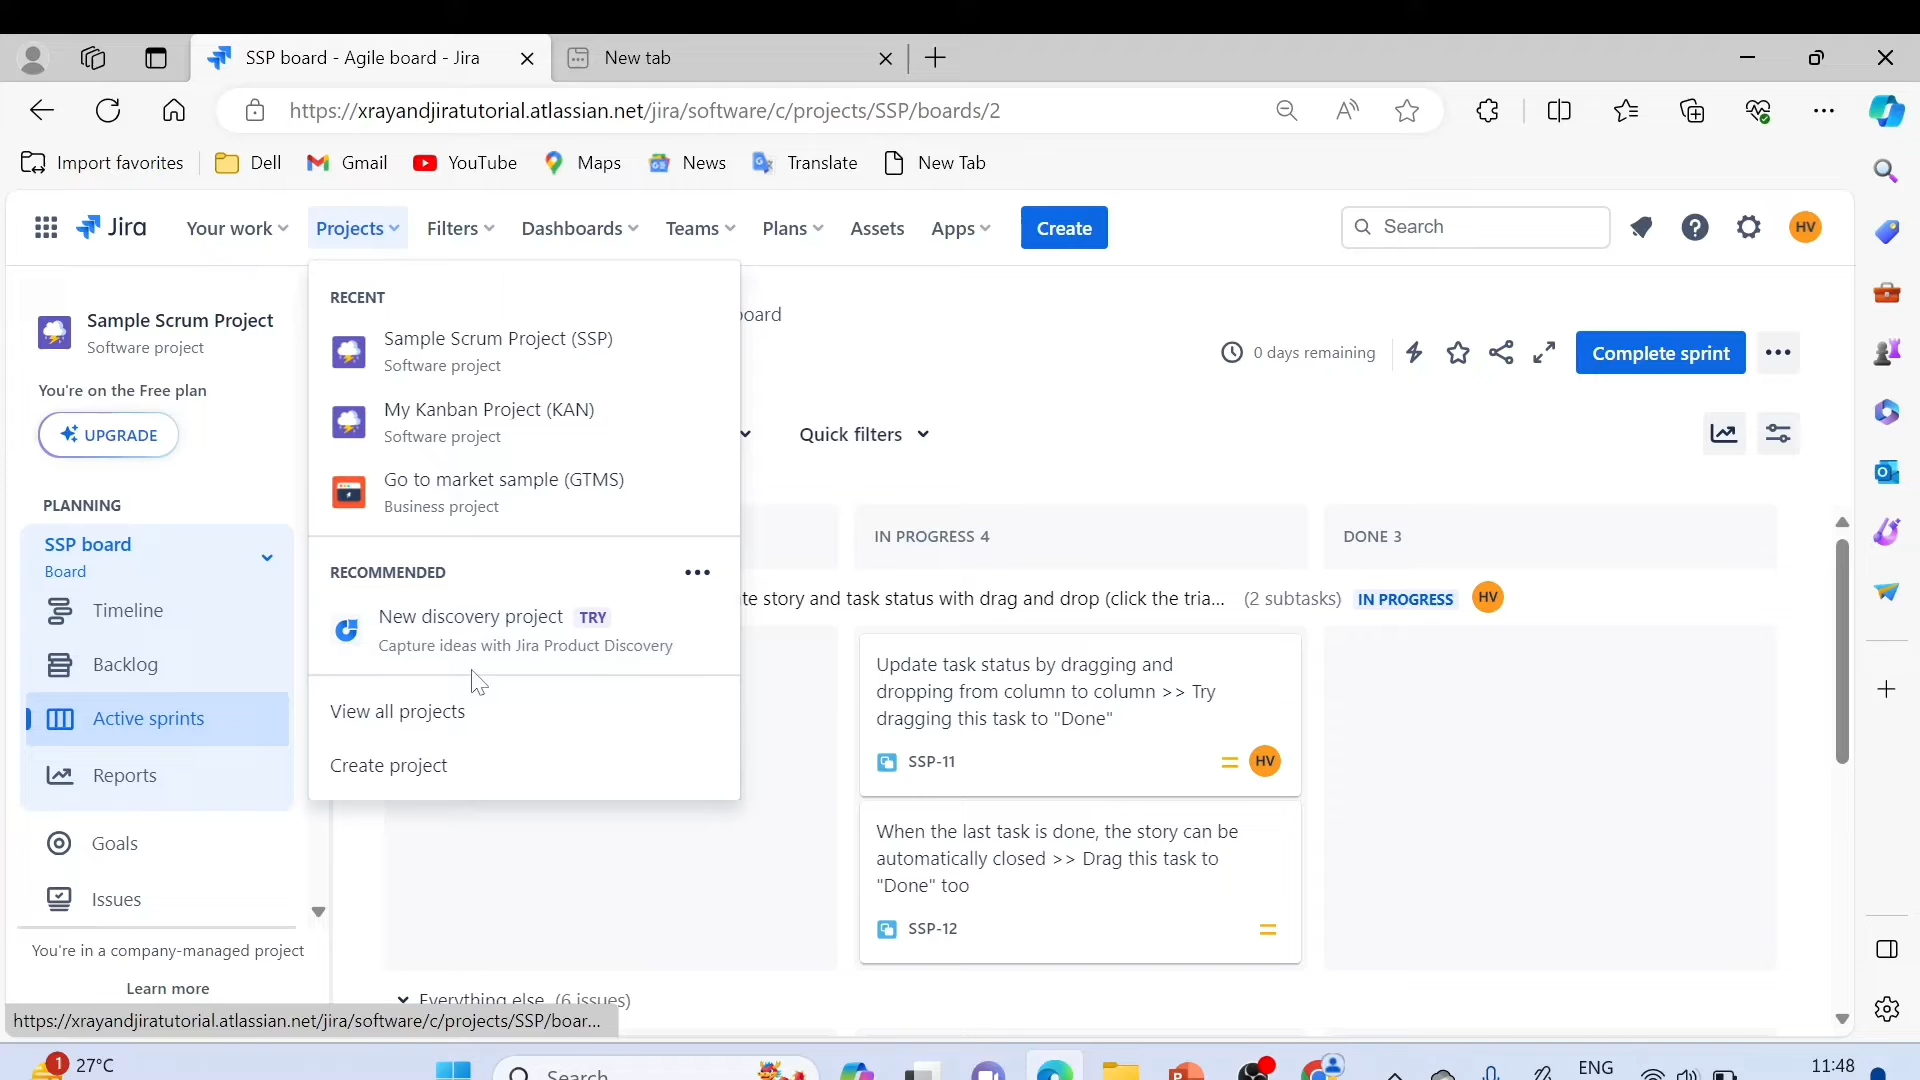 SSP board - Agile board - Jira
New tab
https://xrayandjiratutorial.atlassian.net/jira/software/c/projects/SSP/boards/2
Import favorites
Dell
Gmail
YouTube
Maps
News
Translate
New Tab
Jira
Your work
Projects
Filters
Dashboards
Teams
Plans
Assets
Apps
Create
Search
HV
Sample Scrum Project
Software project
You're on the Free plan
UPGRADE
PLANNING
SSP board
Board
Timeline
Backlog
Active sprints
Reports
Goals
Issues
You're in a company-managed project
Learn more
RECENT
Sample Scrum Project (SSP)
Software project
My Kanban Project (KAN)
Software project
Go to market sample (GTMS)
Business project
RECOMMENDED
New discovery project TRY
Capture ideas with Jira Product Discovery
View all projects
Create project
board
0 days remaining
Complete sprint
Quick filters
IN PROGRESS 4
DONE 3
te story and task status with drag and drop (click the tria... (2 subtasks) IN PROGRESS HV
Update task status by dragging and
dropping from column to column >> Try
dragging this task to "Done"
SSP-11
HV
When the last task is done, the story can be
automatically closed >> Drag this task to
"Done" too
SSP-12
Everything else (6 issues)
https://xrayandjiratutorial.atlassian.net/jira/software/c/projects/SSP/boar...
1
27°C
Search
ENG
11:48